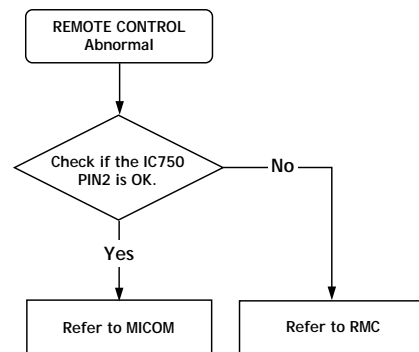 REMOTE CONTROL
Abnormal
Check if the IC750
PIN2 is OK.
No
Yes
Refer to MICOM
Refer to RMC